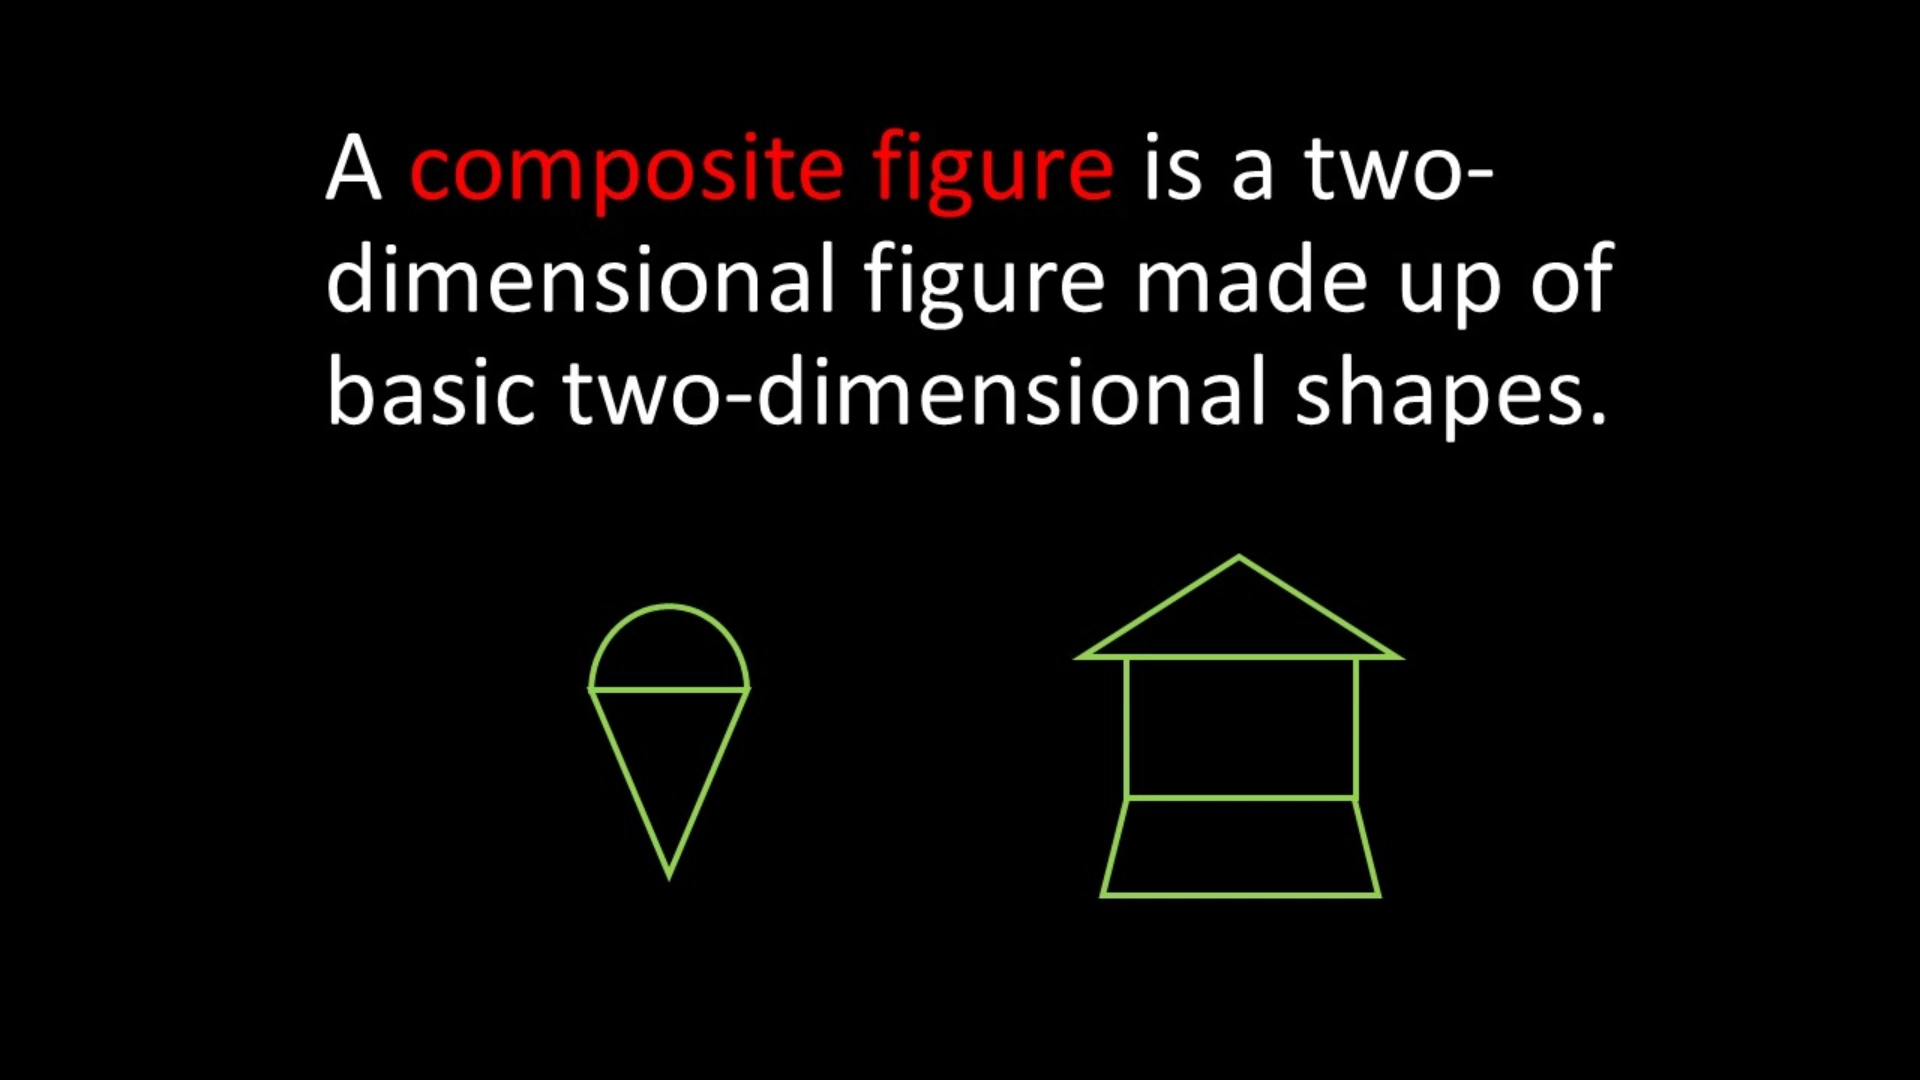 A composite figure is a two-
dimensional figure made up of
basic two-dimensional shapes.